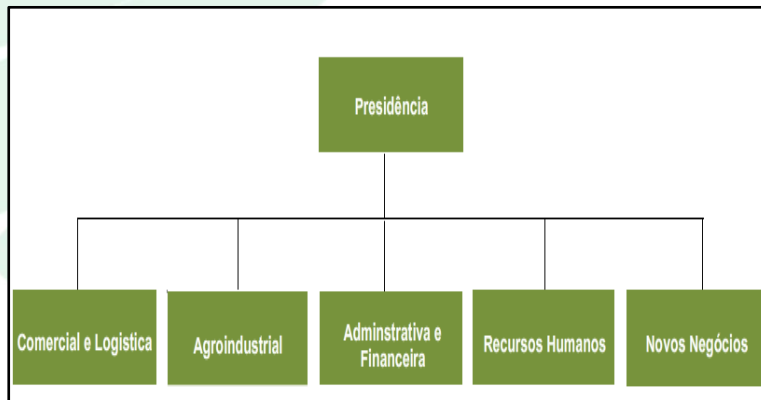 Presidência
Comercial e Logistica
Agroindustrial
Adminstrativa e
Financeira
Recursos Humanos
Novos Negócios